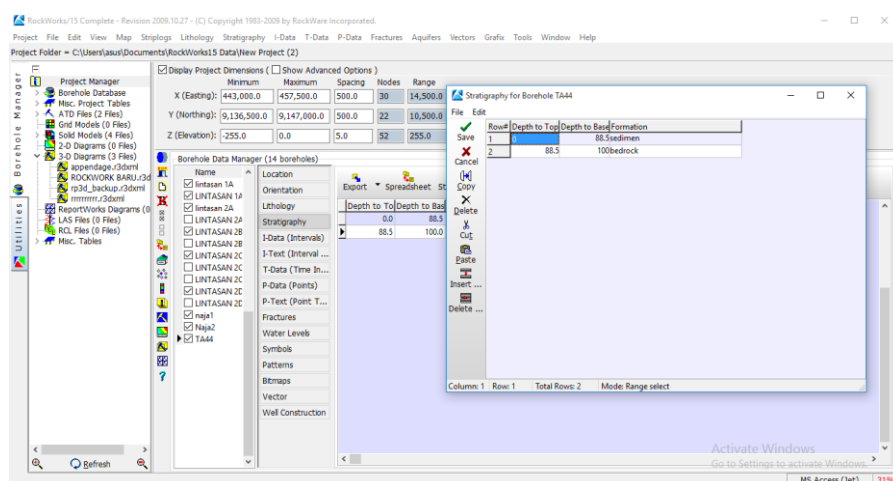 RockWorks/15 Complete - Revision 2009.10.27 - (C) Copyright 1983-2009 by RockWare Incorporated.
Project File Edit View Map Striplogs Lithology Stratigraphy I-Data T-Data P-Data Fractures Aquifers Vectors Grafix Tools Window Help
Project Folder = C:\Users\asus\Documents\RockWorks15 Data\New Project (2)
Borehole Manager
Utilities
Project Manager
Borehole Database
Misc. Project Tables
ATD Files (2 Files)
Grid Models (0 Files)
Solid Models (4 Files)
2-D Diagrams (0 Files)
3-D Diagrams (3 Files)
appendage.r3dxml
ROCKWORK BARU.r3d
rp3d_backup.r3dxml
rrrrrrrrr.r3dxml
ReportWorks Diagrams (0
LAS Files (0 Files)
RCL Files (0 Files)
Misc. Tables
Refresh
Display Project Dimensions ( Show Advanced Options )
Minimum Maximum Spacing Nodes Range
X (Easting): 443,000.0 457,500.0 500.0 30 14,500.0
Y (Northing): 9,136,500.0 9,147,000.0 500.0 22 10,500.0
Z (Elevation): -255.0 0.0 5.0 52 255.0
Borehole Data Manager (14 boreholes)
Name
lintasan 1A
LINTASAN 1A
lintasan 2A
LINTASAN 2A
LINTASAN 2B
LINTASAN 2B
LINTASAN 2C
LINTASAN 2C
LINTASAN 2C
LINTASAN 2D
LINTASAN 2D
naja1
Naja2
TA44
Location
Orientation
Lithology
Stratigraphy
I-Data (Intervals)
I-Text (Interval ...
T-Data (Time In...
P-Data (Points)
P-Text (Point T...
Fractures
Water Levels
Symbols
Patterns
Bitmaps
Vector
Well Construction
Export Spreadsheet St
Depth to To Depth to Bas
0.0 88.5
88.5 100.0
Stratigraphy for Borehole TA44
File Edit
Save
Cancel
Copy
Delete
Cut
Paste
Insert ...
Delete ...
Row# Depth to Top Depth to Base Formation
1 0 88.5 sedimen
2 88.5 100 bedrock
Column: 1 Row: 1 Total Rows: 2 Mode: Range select
Activate Windows
Go to Settings to activate Windows.
MS Access (Jet) 31%